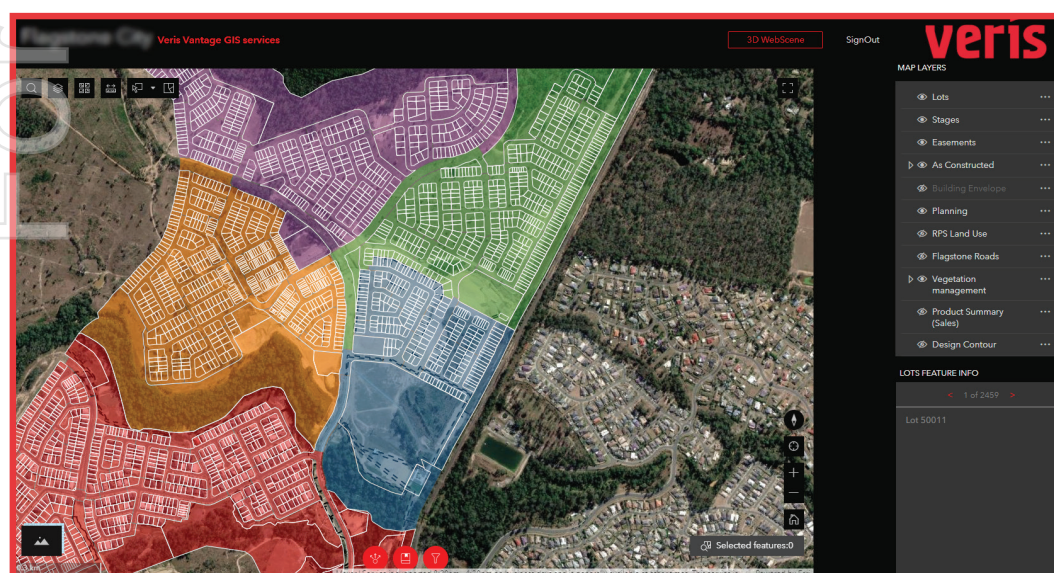 Flagstone City Veris Vantage GIS services
3D WebScene
SignOut
veris
MAP LAYERS
Lots
Stages
Easements
As Constructed
Building Envelope
Planning
RPS Land Use
Flagstone Roads
Vegetation
management
Product Summary
(Sales)
Design Contour
LOTS FEATURE INFO
< 1 of 2459 >
Lot 50011
Selected features:0